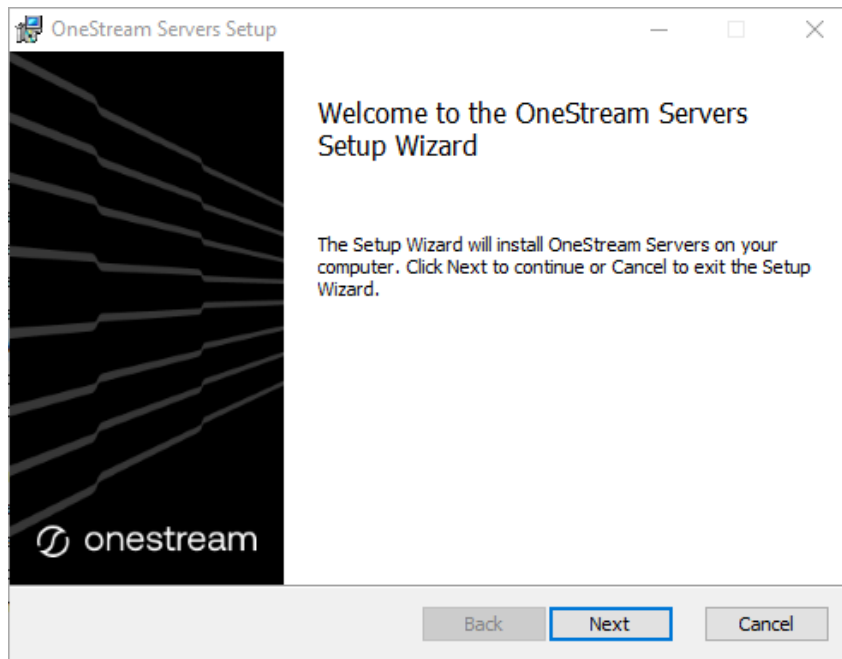 OneStream Servers Setup
Welcome to the OneStream Servers
Setup Wizard
The Setup Wizard will install OneStream Servers on your
computer. Click Next to continue or Cancel to exit the Setup
Wizard.
onestream
Back
Next
Cancel